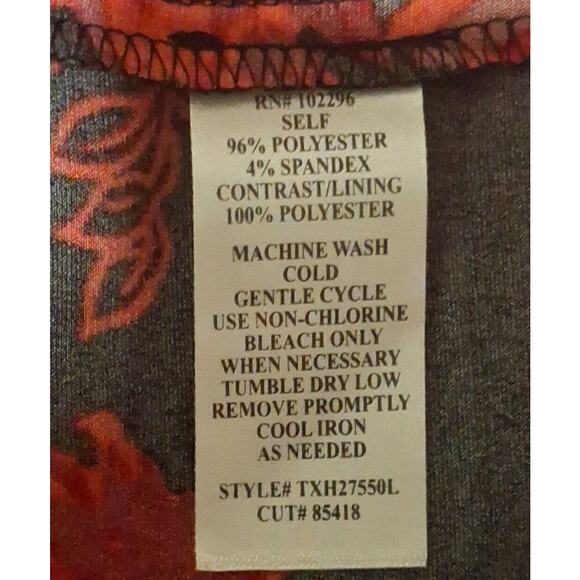 RN# 102296
SELF
96% POLYESTER
4% SPANDEX
CONTRAST/LINING
100% POLYESTER
MACHINE WASH
COLD
GENTLE CYCLE
USE NON-CHLORINE
BLEACH ONLY
WHEN NECESSARY
TUMBLE DRY LOW
REMOVE PROMPTLY
COOL IRON
AS NEEDED
STYLE# TXH27550L
CUT# 85418